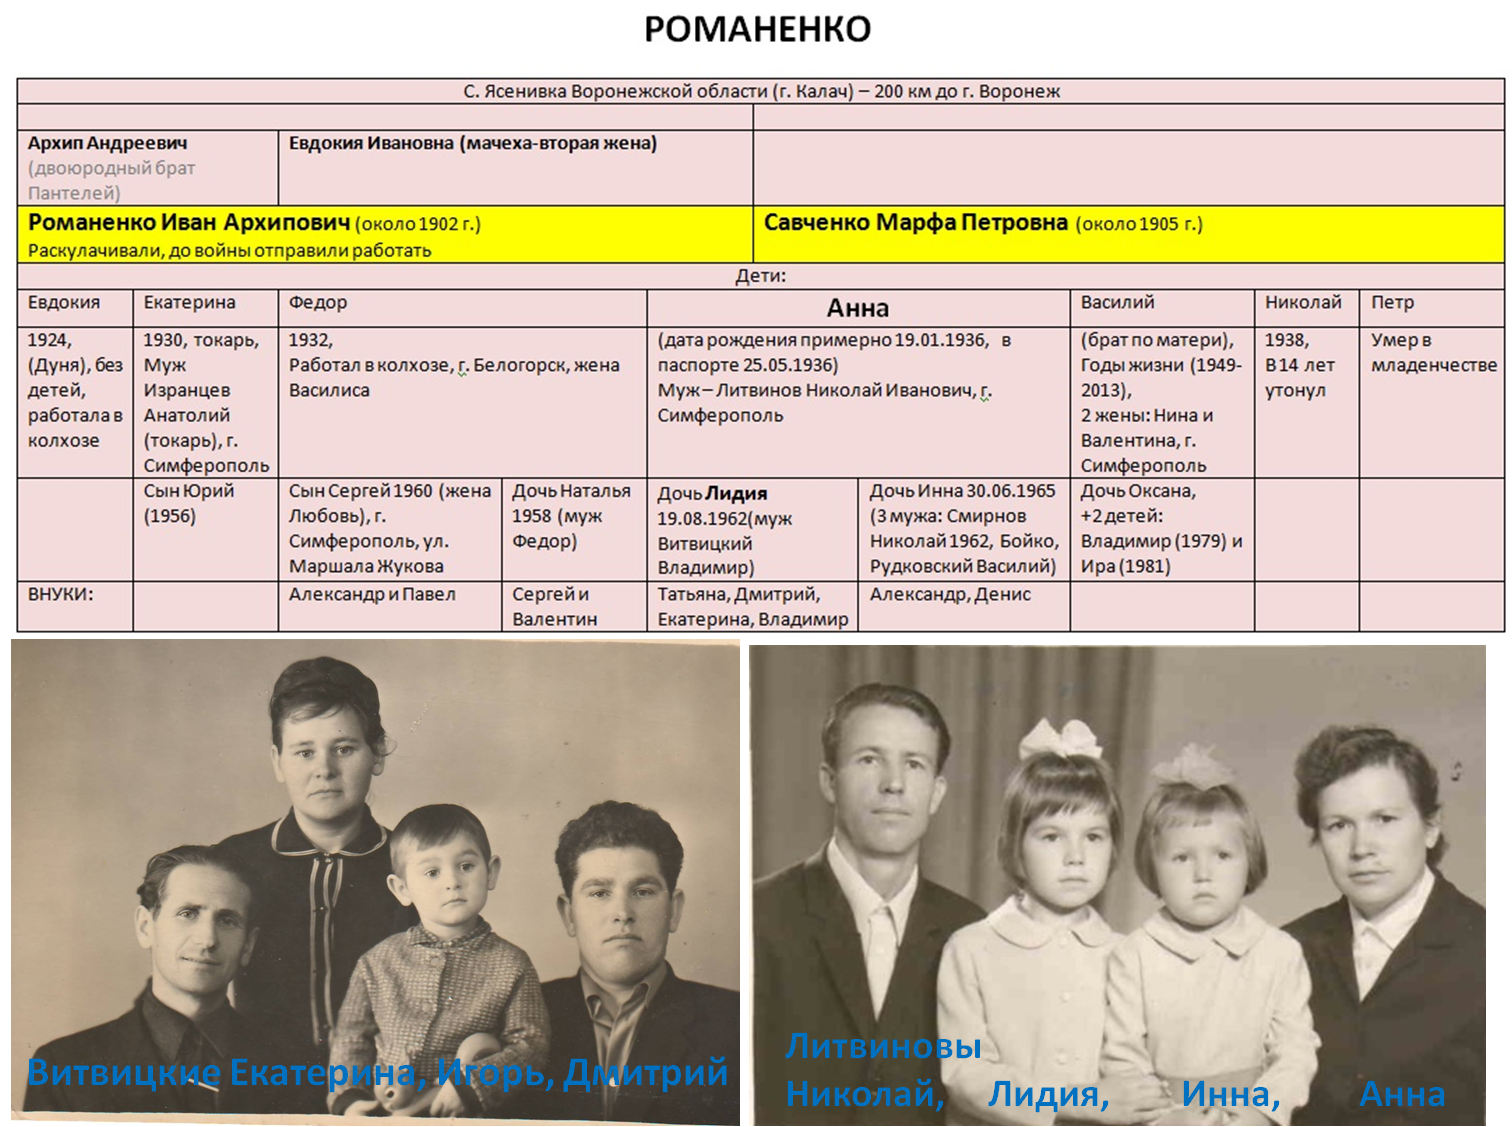 РОМАНЕНКО
С. Ясенивка Воронежской области (г. Калач) – 200 км до г. Воронеж
Архип Андреевич
(двоюродный брат
Пантелей)
Евдокия Ивановна (мачеха-вторая жена)
Романенко Иван Архипович (около 1902 г.)
Раскулачивали, до войны отправили работать
Савченко Марфа Петровна (около 1905 г.)
Дети:
Евдокия
Екатерина
Федор
Анна
Василий
Николай
Петр
1924,
(Дуня), без
детей,
работала в
колхозе
1930, токарь,
Муж
Изранцев
Анатолий
(токарь), г.
Симферополь
1932,
Работал в колхозе, г. Белогорск, жена
Василиса
(дата рождения примерно 19.01.1936, в
паспорте 25.05.1936)
Муж – Литвинов Николай Иванович, г.
Симферополь
(брат по матери),
Годы жизни (1949-
2013),
2 жены: Нина и
Валентина, г.
Симферополь
1938,
В 14 лет
утонул
Умер в
младенчестве
Сын Юрий
(1956)
Сын Сергей 1960 (жена
Любовь), г.
Симферополь, ул.
Маршала Жукова
Дочь Наталья
1958 (муж
Федор)
Дочь Лидия
19.08.1962(муж
Витвицкий
Владимир)
Дочь Инна 30.06.1965
(3 мужа: Смирнов
Николай 1962, Бойко,
Рудковский Василий)
Дочь Оксана,
+2 детей:
Владимир (1979) и
Ира (1981)
ВНУКИ:
Александр и Павел
Сергей и
Валентин
Татьяна, Дмитрий,
Екатерина, Владимир
Александр, Денис
Витвицкие Екатерина, Игорь, Дмитрий
Литвиновы
Николай, Лидия, Инна, Анна